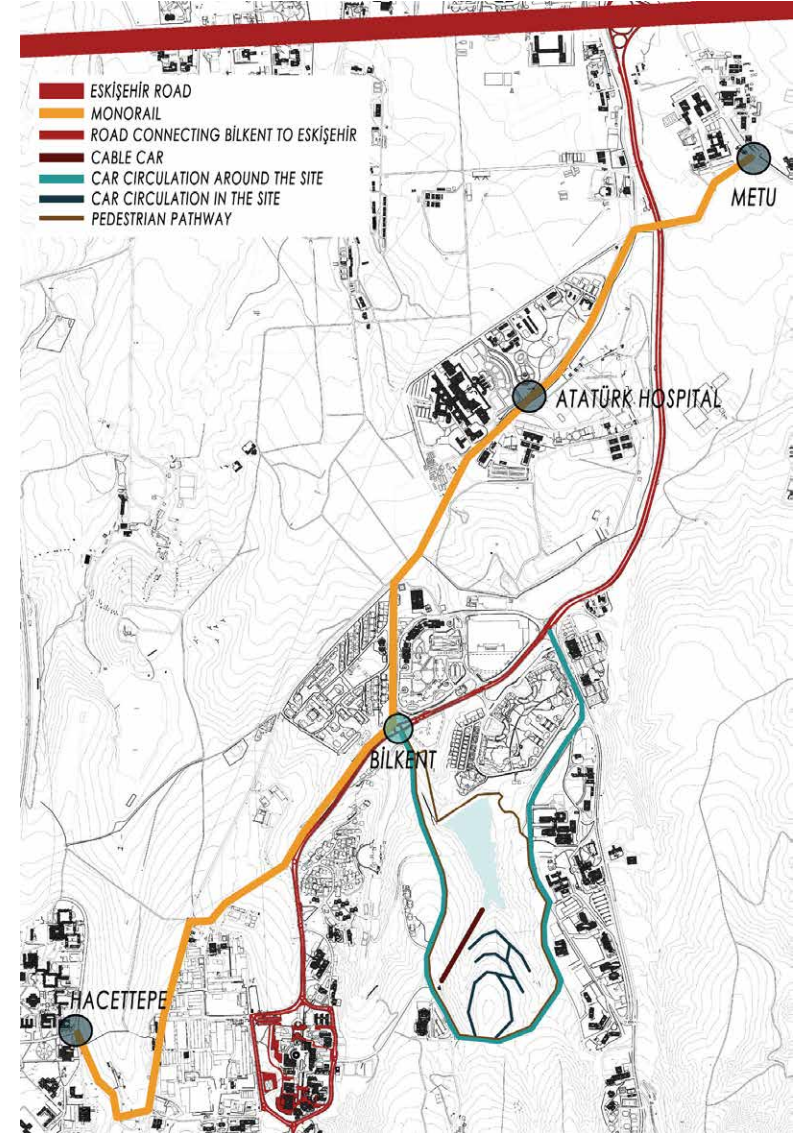 ESKİŞEHİR ROAD
MONORAIL
ROAD CONNECTING BİLKENT TO ESKİŞEHİR
CABLE CAR
CAR CIRCULATION AROUND THE SITE
CAR CIRCULATION IN THE SITE
PEDESTRIAN PATHWAY
METU
ATATÜRK HOSPITAL
BİLKENT
HACETTEPE